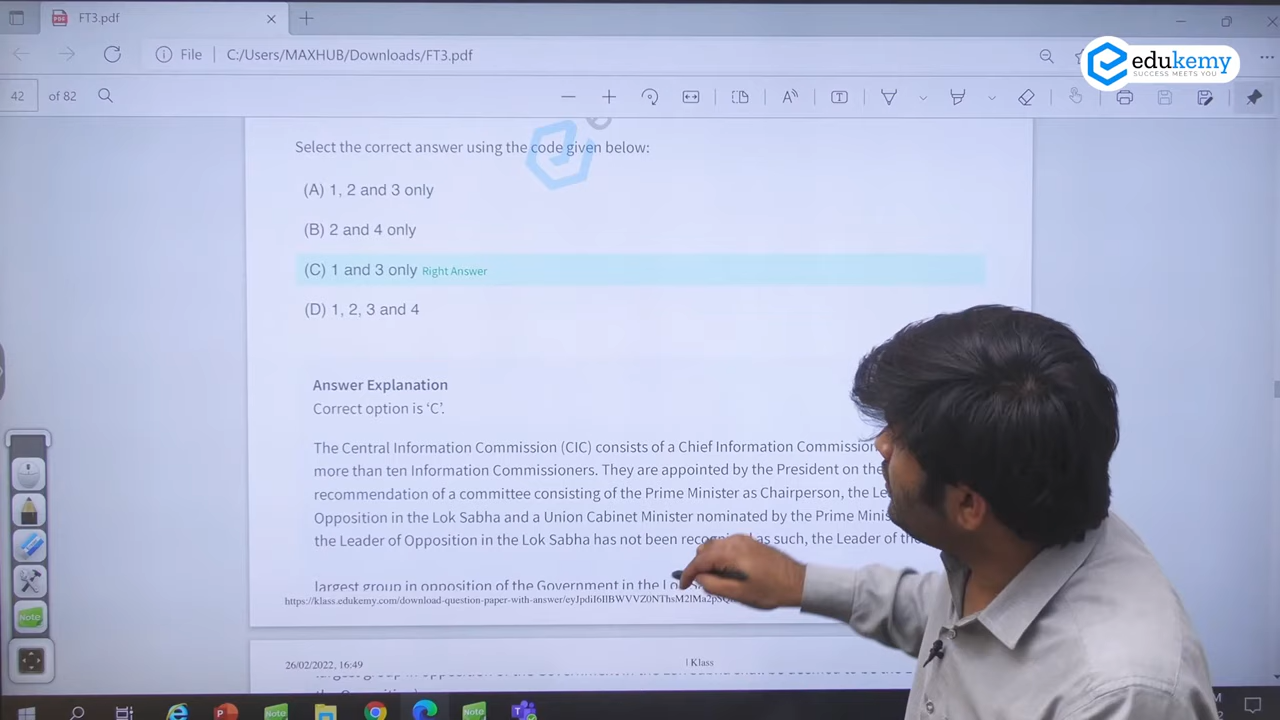 FT3.pdf
File C:/Users/MAXHUB/Downloads/FT3.pdf
edukemy
SUCCESS MEETS YOU
42 of 82
Select the correct answer using the code given below:
(A) 1, 2 and 3 only
(B) 2 and 4 only
(C) 1 and 3 only Right Answer
(D) 1, 2, 3 and 4
Answer Explanation
Correct option is ‘C’.
The Central Information Commission (CIC) consists of a Chief Information
more than ten Information Commissioners. They are appointed by the President on the
recommendation of a committee consisting of the Prime Minister as Chairperson, the
Opposition in the Lok Sabha and a Union Cabinet Minister nominated by the Prime
the Leader of Opposition in the Lok Sabha has not been as such, the Leader of
largest group in opposition of the Government in the
26/02/2022, 16:49
| Klass
Note
Note
Note